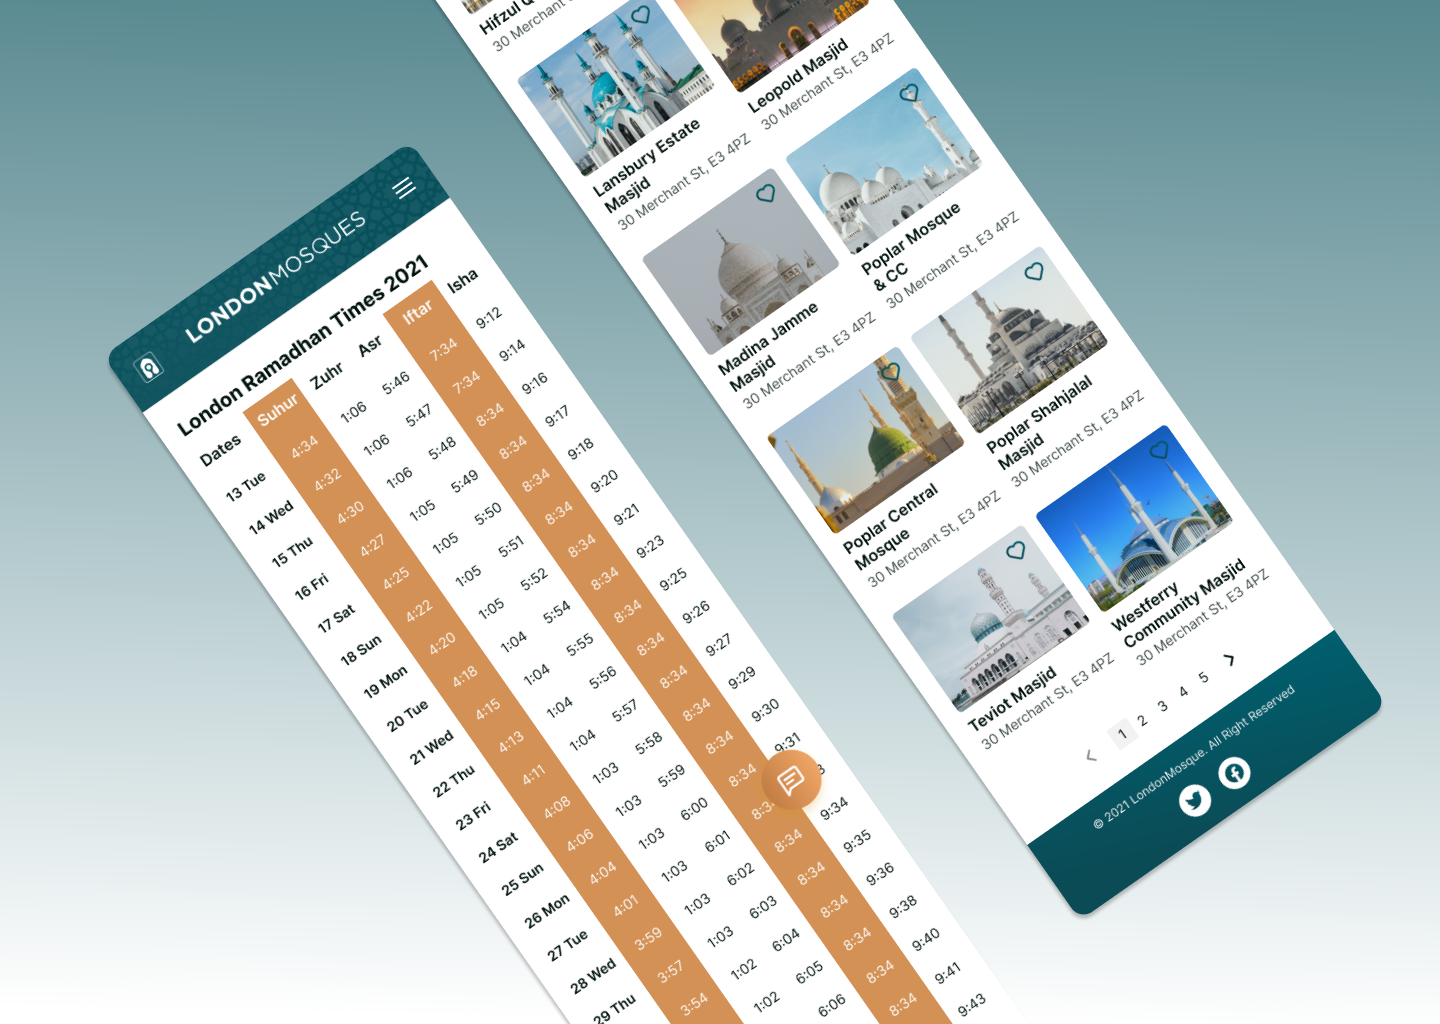 LONDONMOSQUES
London Ramadhan Times 2021
Dates Suhur Zuhr Asr Iftar Isha
13 Tue 4:34 1:06 5:46 7:34 9:12
14 Wed 4:32 1:06 5:47 7:34 9:14
15 Thu 4:30 1:06 5:48 8:34 9:16
16 Fri 4:27 1:05 5:49 8:34 9:17
17 Sat 4:25 1:05 5:50 8:34 9:18
18 Sun 4:22 1:05 5:51 8:34 9:20
19 Mon 4:20 1:05 5:52 8:34 9:21
20 Tue 4:18 1:04 5:54 8:34 9:23
21 Wed 4:15 1:04 5:55 8:34 9:25
22 Thu 4:13 1:04 5:56 8:34 9:26
23 Fri 4:11 1:04 5:57 8:34 9:27
24 Sat 4:08 1:03 5:58 8:34 9:29
25 Sun 4:06 1:03 5:59 8:34 9:30
26 Mon 4:04 1:03 6:00 8:34 9:31
27 Tue 4:01 1:03 6:01
28 Wed 3:59 1:03 6:02 8:34 9:34
29 Thu 3:57 1:03 6:03 8:34 9:35
3:54 1:02 6:04 8:34 9:36
1:02 6:05 8:34 9:38
6:06 8:34 9:40
8:34 9:41
9:43
Hifzul
30 Merchant
Leopold Masjid
30 Merchant St, E3 4PZ
Lansbury Estate
Masjid
30 Merchant St, E3 4PZ
Poplar Mosque
& CC
30 Merchant St, E3 4PZ
Madina Jamme
Masjid
30 Merchant St, E3 4PZ
Poplar Shahjalal
Masjid
30 Merchant St, E3 4PZ
Poplar Central
Mosque
30 Merchant St, E3 4PZ
Westferry
Community Masjid
30 Merchant St, E3 4PZ
Teviot Masjid
30 Merchant St, E3 4PZ
1 2 3 4 5
© 2021 LondonMosque. All Right Reserved